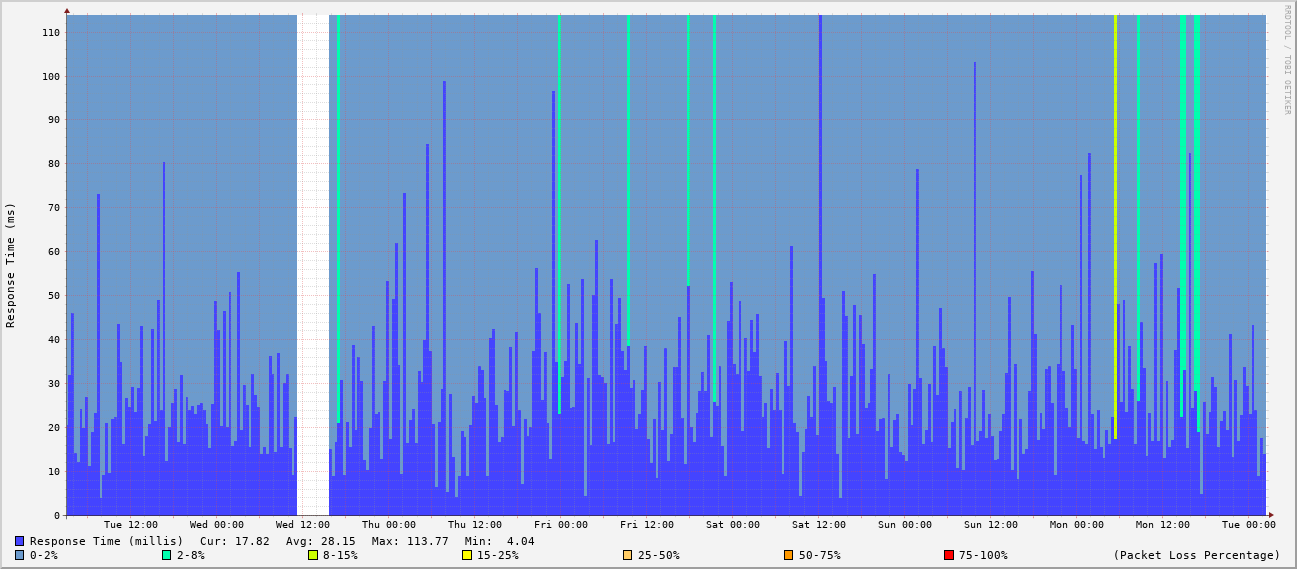 RRDTOOL / TOBI OETIKER
Response Time (ms)
110
100
90
80
70
60
50
40
30
20
10
0
Tue 12:00 Wed 00:00 Wed 12:00 Thu 00:00 Thu 12:00 Fri 00:00 Fri 12:00 Sat 00:00 Sat 12:00 Sun 00:00 Sun 12:00 Mon 00:00 Mon 12:00 Tue 00:00
Response Time (millis) Cur: 17.82 Avg: 28.15 Max: 113.77 Min: 4.04
0-2% 2-8% 8-15% 15-25% 25-50% 50-75% 75-100% (Packet Loss Percentage)